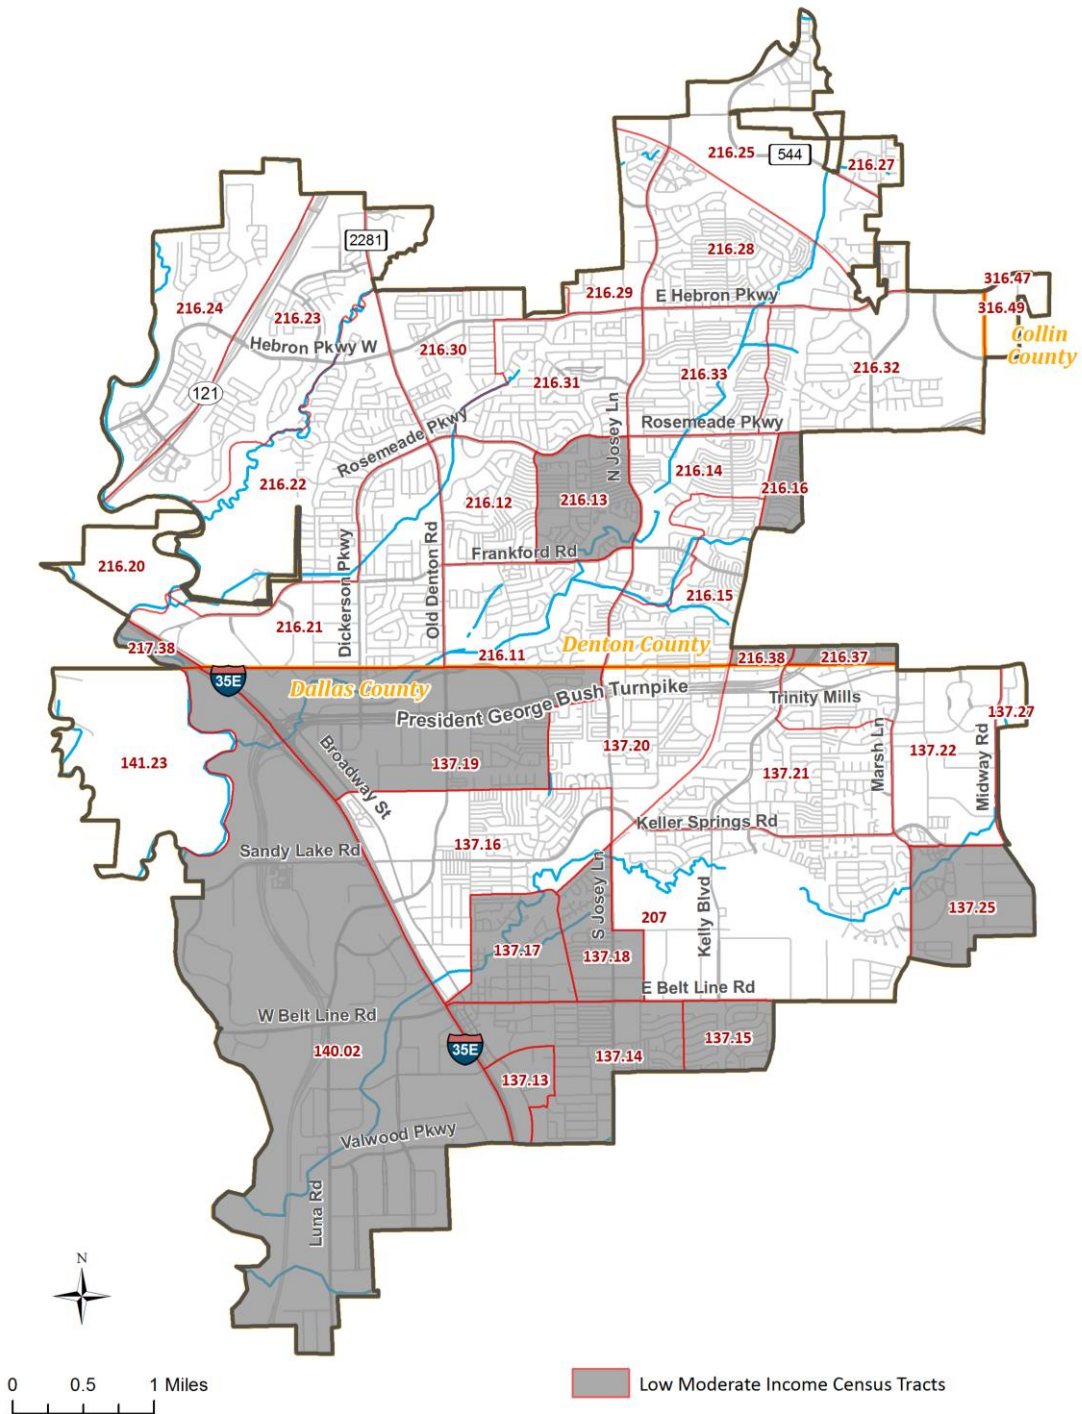 216.25
544
216.27
2281
216.28
316.47
216.29
E Hebron Pkwy
316.49
216.24
216.23
Collin
County
Hebron Pkwy W
216.30
216.31
216.33
216.32
121
N Josey Ln
Rosemeade Pkwy
Rosemeade Pkwy
216.22
216.12
216.13
216.14
216.16
Frankford Rd
Dickerson Pkwy
Old Denton Rd
216.20
216.15
216.21
217.38
216.11
Denton County
216.38
216.37
35E
Dallas County
President George Bush Turnpike
Trinity Mills
137.27
141.23
Broadway St
137.19
137.20
137.21
Marsh Ln
137.22
Midway Rd
Keller Springs Rd
137.16
Sandy Lake Rd
S Josey Ln
207
Kelly Blvd
137.25
137.17
137.18
E Belt Line Rd
W Belt Line Rd
140.02
35E
137.14
137.15
137.13
Valwood Pkwy
Luna Rd
N
0 0.5 1 Miles
Low Moderate Income Census Tracts